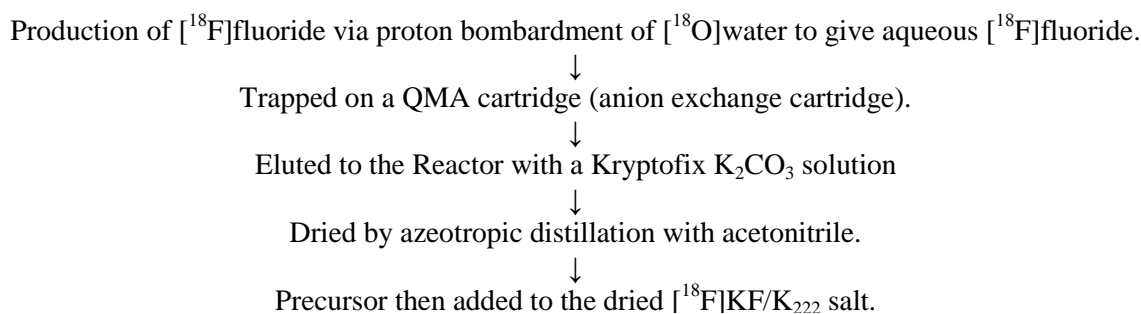 Production of [¹⁸F]fluoride via proton bombardment of [¹⁸O]water to give aqueous [¹⁸F]fluoride.
↓
Trapped on a QMA cartridge (anion exchange cartridge).
↓
Eluted to the Reactor with a Kryptofix K₂CO₃ solution
↓
Dried by azeotropic distillation with acetonitrile.
↓
Precursor then added to the dried [¹⁸F]KF/K₂₂₂ salt.